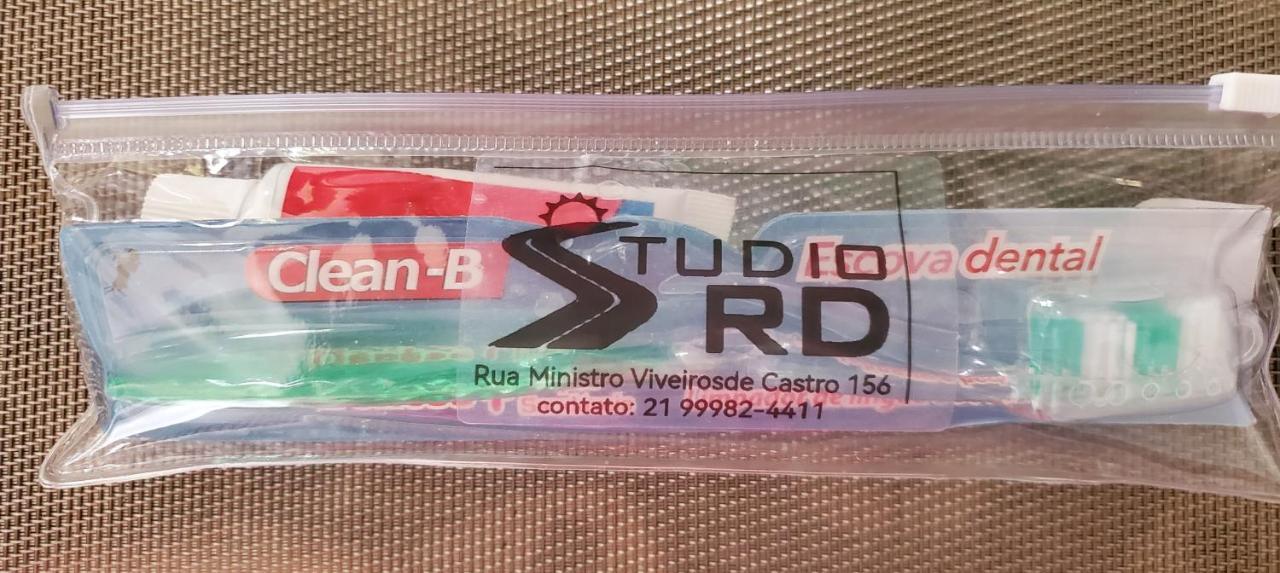 Clean-B
STUDIO
RD
Escova dental
Rua Ministro Viveirosde Castro 156
contato: 21 99982-4411